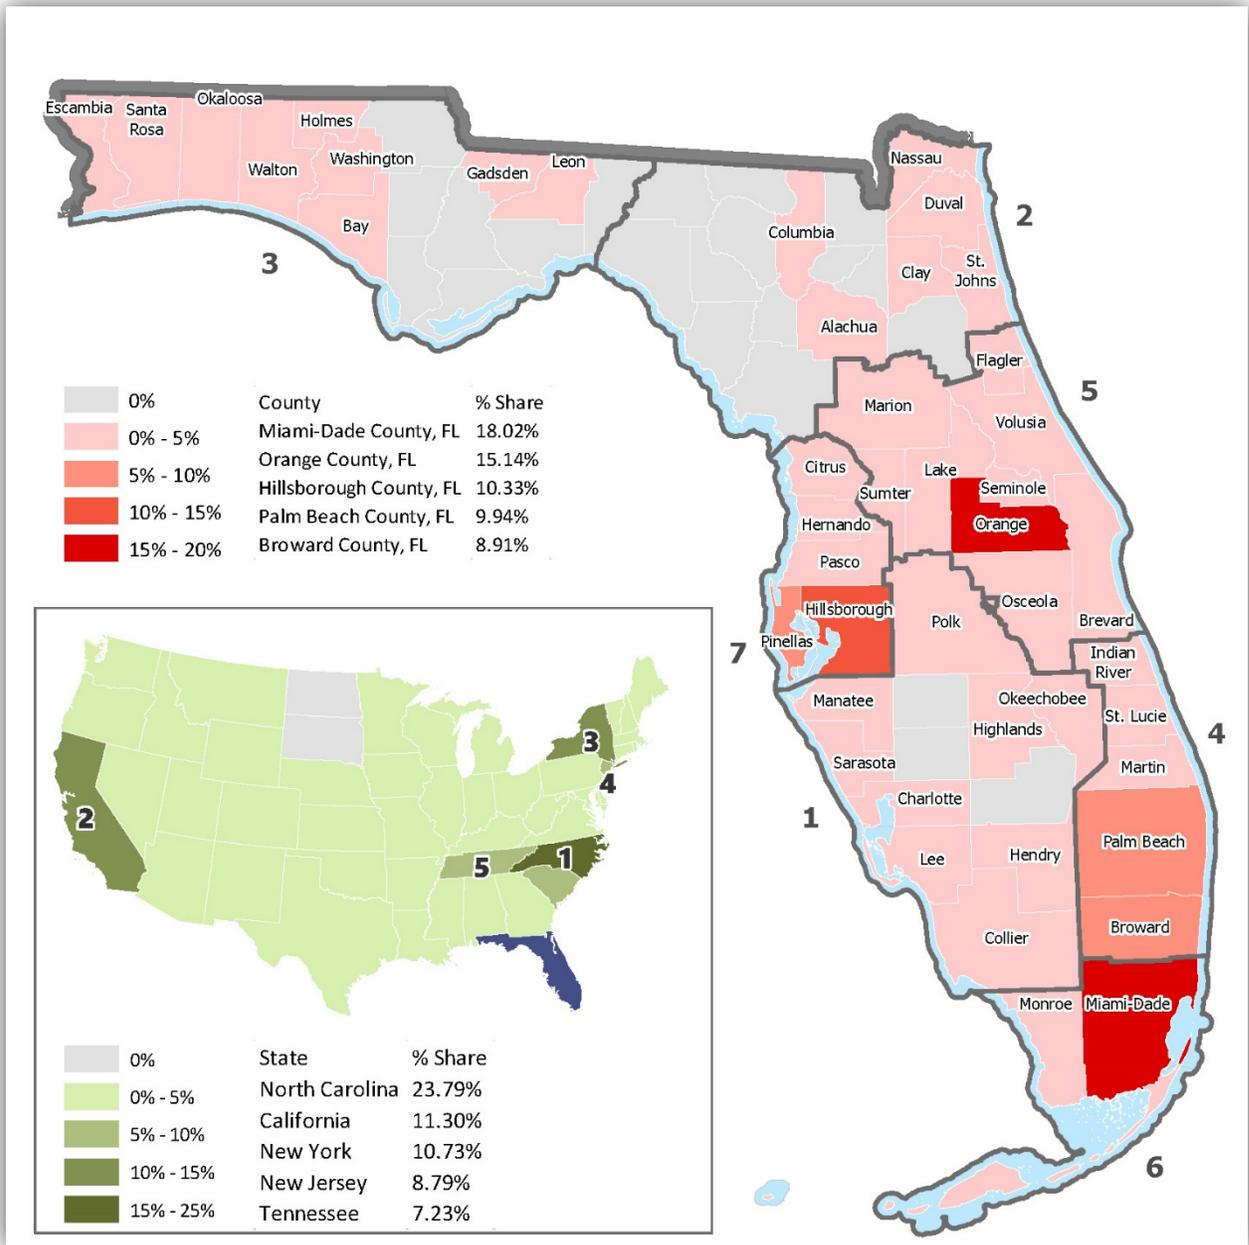 Escambia
Santa
Rosa
Okaloosa
Holmes
Walton
Washington
Bay
Gadsden
Leon
3
Nassau
Duval
2
Columbia
Clay
St.
Johns
Alachua
Flagler
5
Marion
Volusia
Citrus
Lake
Sumter
Seminole
Orange
Hernando
Pasco
Hillsborough
Pinellas
7
Polk
Osceola
Brevard
Indian
River
Manatee
Okeechobee
St. Lucie
Highlands
4
Sarasota
Martin
Charlotte
1
Palm Beach
Lee
Hendry
Broward
Collier
Monroe
Miami-Dade
6
0%
0% - 5%
5% - 10%
10% - 15%
15% - 20%
County % Share
Miami-Dade County, FL 18.02%
Orange County, FL 15.14%
Hillsborough County, FL 10.33%
Palm Beach County, FL 9.94%
Broward County, FL 8.91%
3
4
2
5
1
0%
0% - 5%
5% - 10%
10% - 15%
15% - 25%
State % Share
North Carolina 23.79%
California 11.30%
New York 10.73%
New Jersey 8.79%
Tennessee 7.23%